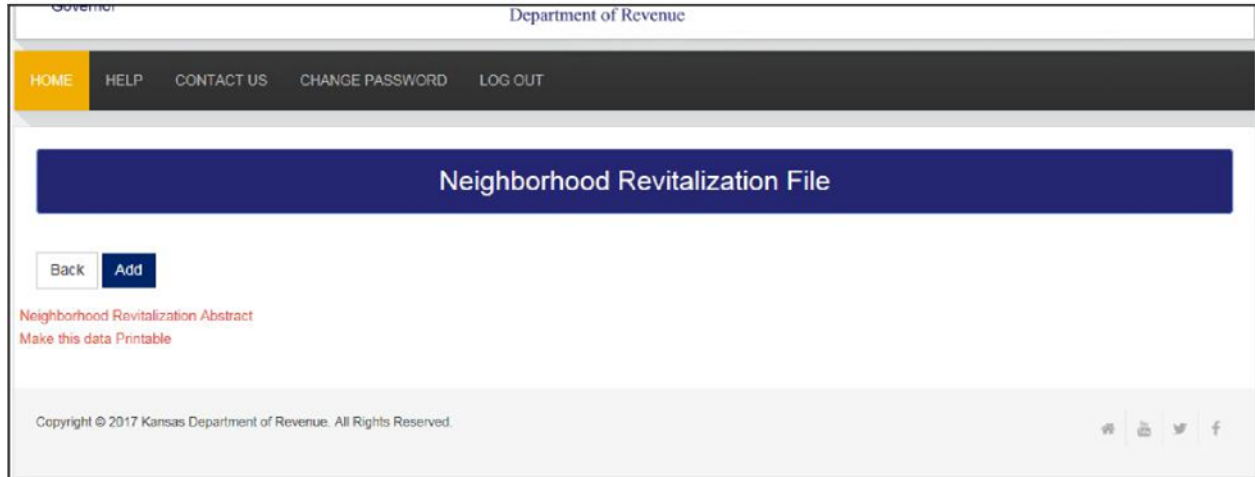 Governor
Department of Revenue
HOME HELP CONTACT US CHANGE PASSWORD LOG OUT
Neighborhood Revitalization File
Back Add
Neighborhood Revitalization Abstract
Make this data Printable
Copyright © 2017 Kansas Department of Revenue. All Rights Reserved.